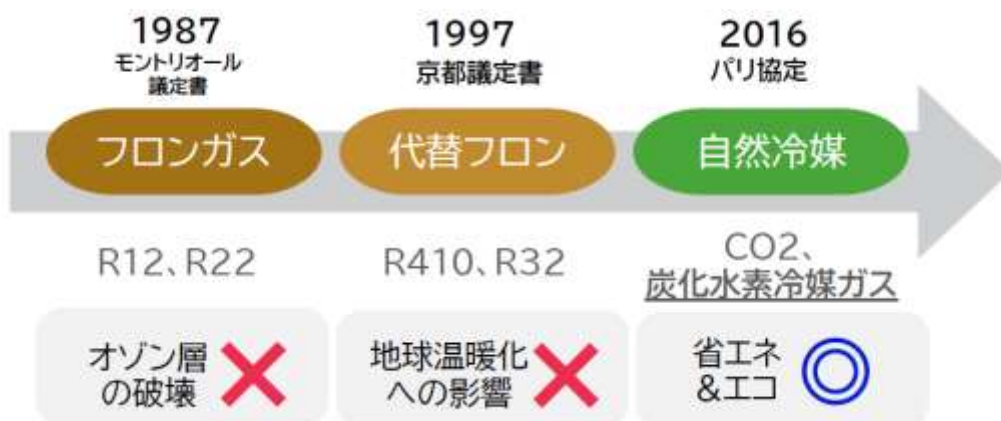 1987
モントリオール
議定書
1997
京都議定書
2016
パリ協定
フロンガス
代替フロン
自然冷媒
R12、R22
R410、R32
CO2、
炭化水素冷媒ガス
オゾン層
の破壊
地球温暖化
への影響
省エネ
&エコ